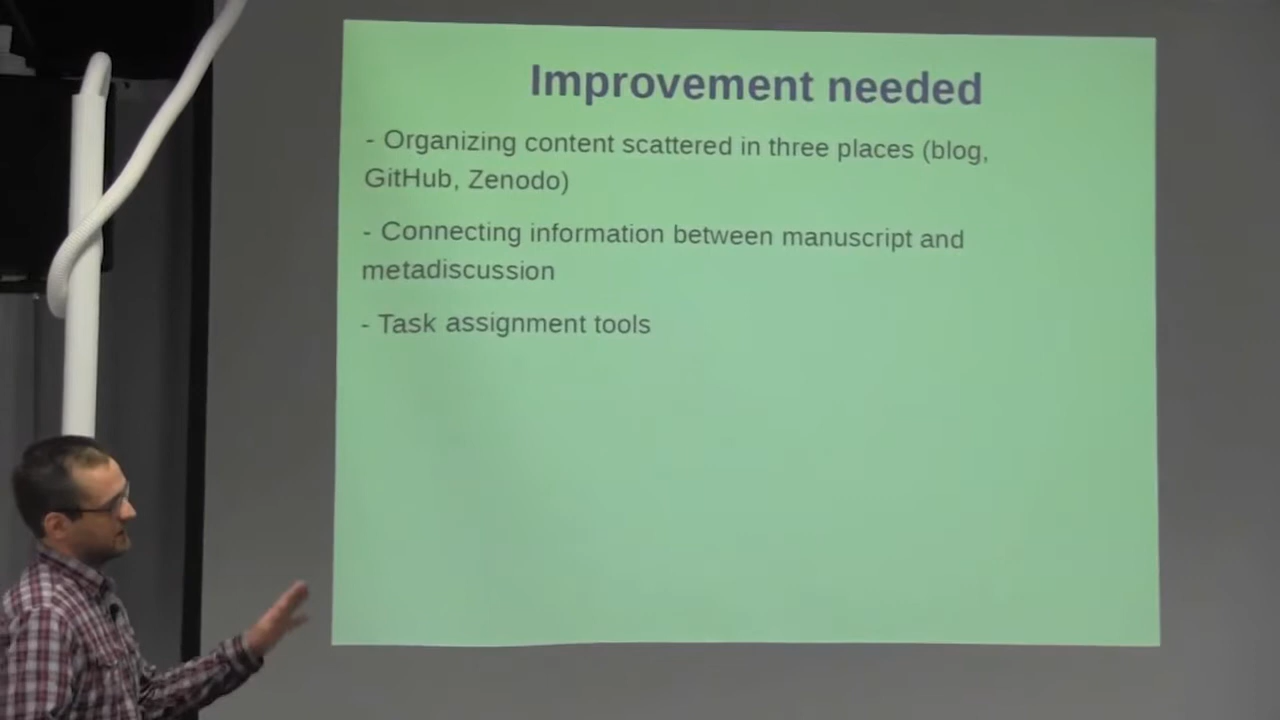 Improvement needed
- Organizing content scattered in three places (blog,
GitHub, Zenodo)
- Connecting information between manuscript and
metadiscussion
- Task assignment tools